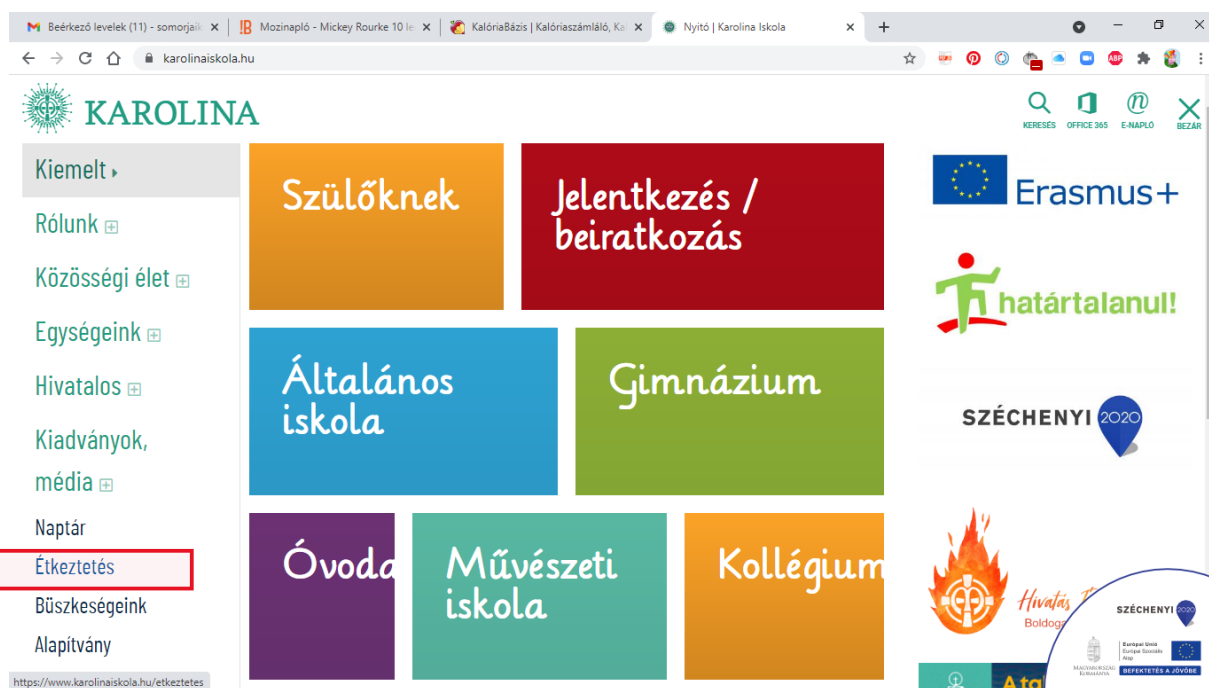 Beérkező levelek (11) - somorjaik
Mozinapló - Mickey Rourke 10 le
KalóriaBázis | Kalóriaszámláló, Ka
Nyitó | Karolina Iskola
karolinaiskola.hu
KAROLINA
KERESÉS
OFFICE 365
E-NAPLÓ
BEZÁR
Kiemelt
Rólunk
Közösségi élet
Egységeink
Hivatalos
Kiadványok,
média
Naptár
Étkeztetés
Büszkeségeink
Alapítvány
Szülőknek
Jelentkezés /
beiratkozás
Általános
iskola
Gimnázium
Óvoda
Művészeti
iskola
Kollégium
Erasmus+
határtalanul!
SZÉCHENYI 2020
Hivatás
Boldog
SZÉCHENYI 2020
MAGYARORSZÁG
KORMÁNYA
Európai Unió
Európai Szociális
Alap
BEFEKTETÉS A JÖVŐBE
https://www.karolinaiskola.hu/etkeztetes